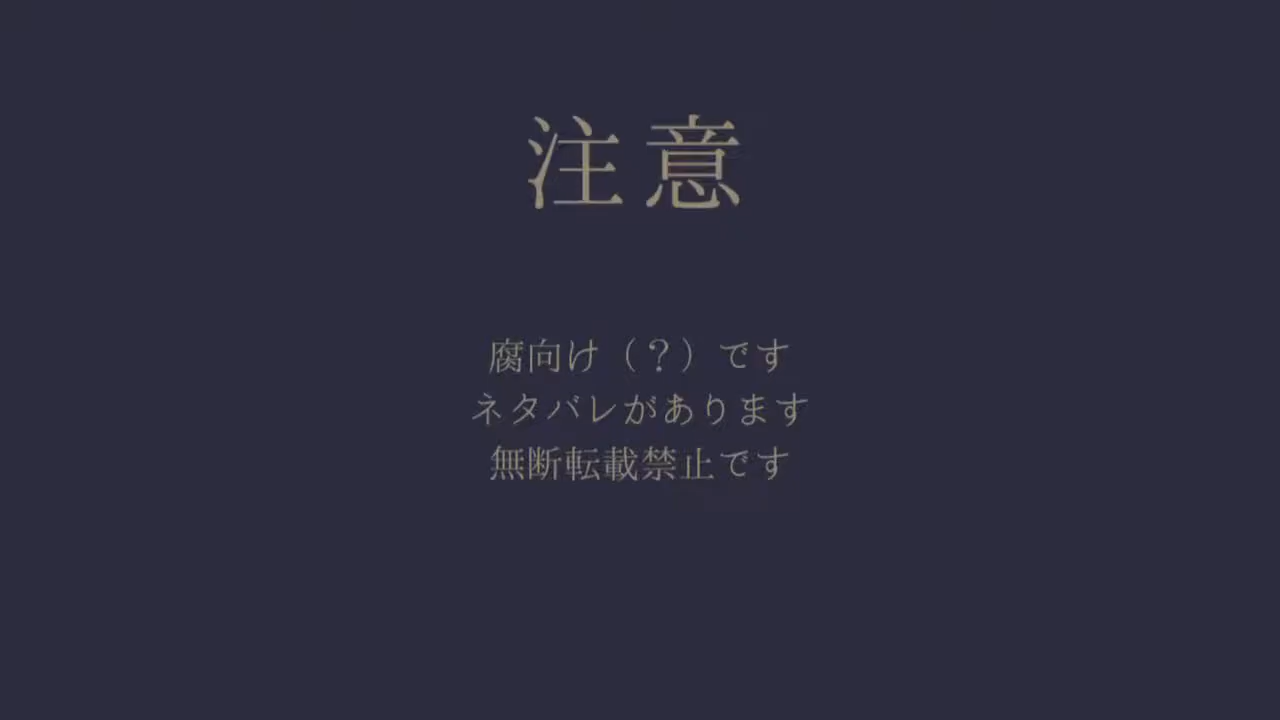 注意
腐向け（？）です
ネタバレがあります
無断転載禁止です